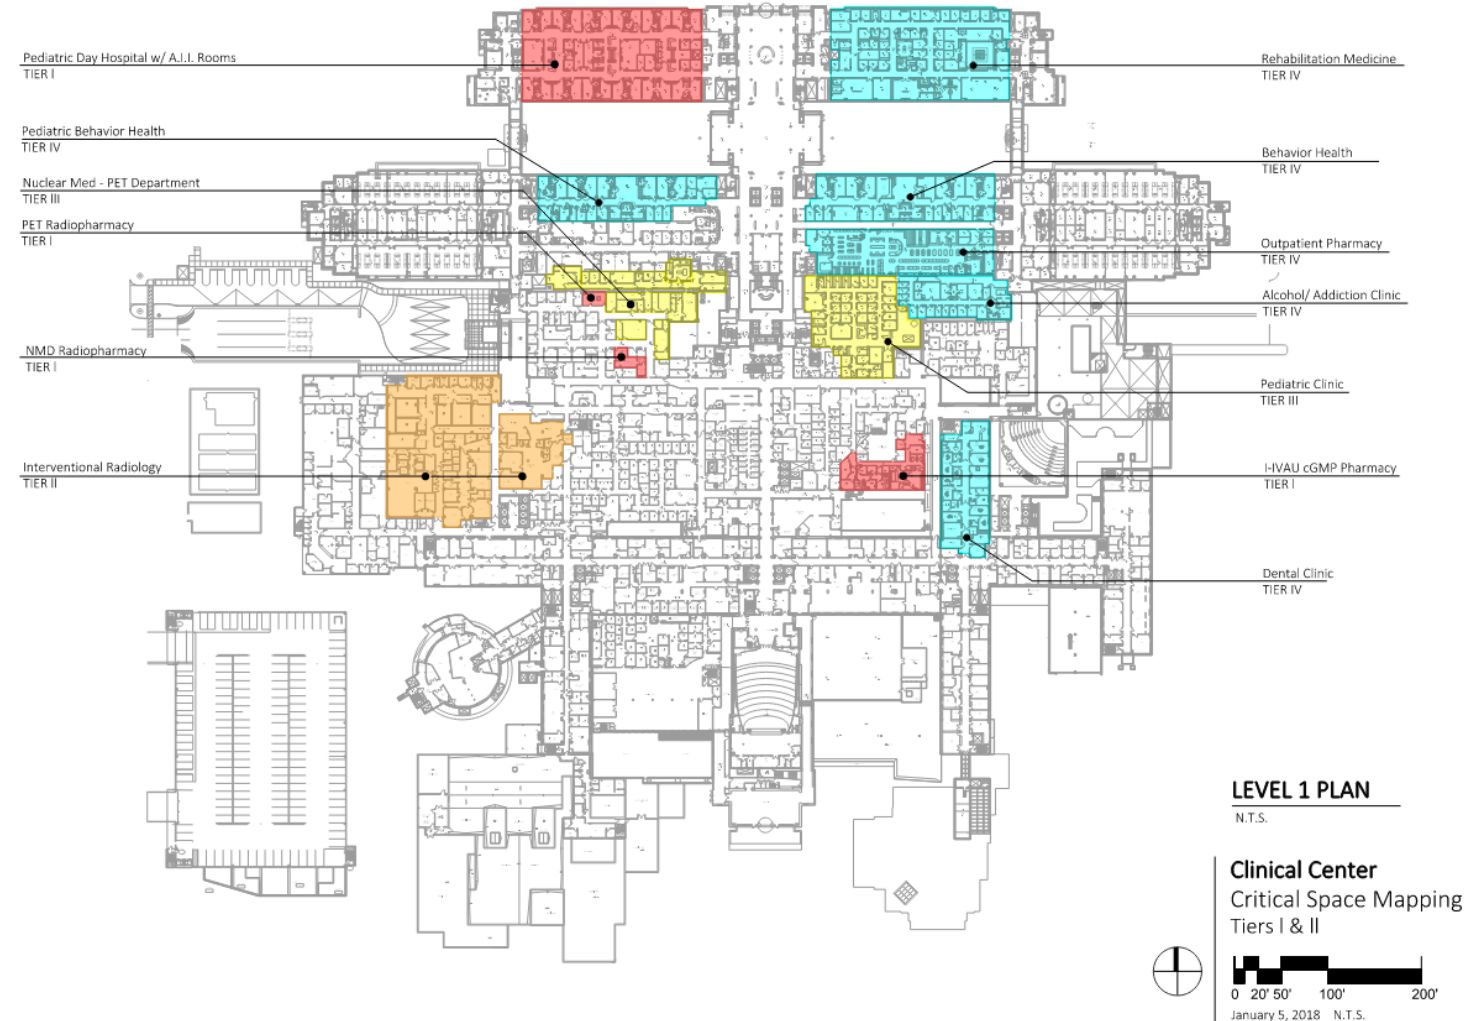 Pediatric Day Hospital w/ A.I.I. Rooms
TIER I
Pediatric Behavior Health
TIER IV
Nuclear Med - PET Department
TIER III
PET Radiopharmacy
TIER I
NMD Radiopharmacy
TIER I
Interventional Radiology
TIER II
Rehabilitation Medicine
TIER IV
Behavior Health
TIER IV
Outpatient Pharmacy
TIER IV
Alcohol/ Addiction Clinic
TIER IV
Pediatric Clinic
TIER III
I-IVAU cGMP Pharmacy
TIER I
Dental Clinic
TIER IV
LEVEL 1 PLAN
N.T.S.
Clinical Center
Critical Space Mapping
Tiers I & II
0 20' 50' 100' 200'
January 5, 2018 N.T.S.